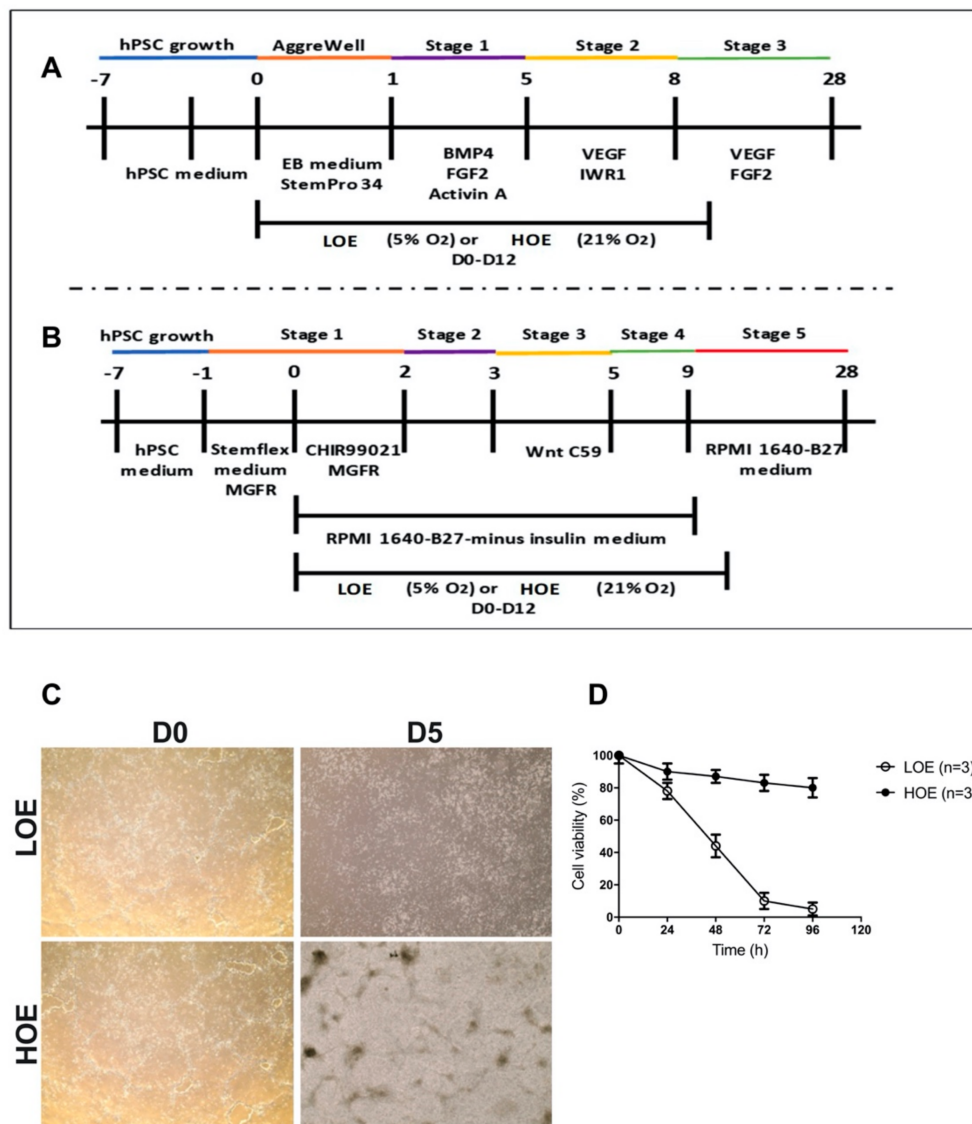 A
hPSC growth AggreWell Stage 1 Stage 2 Stage 3
-7 0 1 5 8 28
hPSC medium
EB medium
StemPro 34
BMP4
FGF2
Activin A
VEGF
IWR1
VEGF
FGF2
LOE (5% O2) or HOE (21% O2)
D0-D12
B
hPSC growth Stage 1 Stage 2 Stage 3 Stage 4 Stage 5
-7 -1 0 2 3 5 9 28
hPSC
medium
Stemflex
medium
MGFR
CHIR99021
MGFR
Wnt C59
RPMI 1640-B27
medium
RPMI 1640-B27-minus insulin medium
LOE (5% O2) or HOE (21% O2)
D0-D12
C
D0 D5
LOE
HOE
D
Cell viability (%)
100
80
60
40
20
0
0 24 48 72 96 120
Time (h)
LOE (n=3)
HOE (n=3